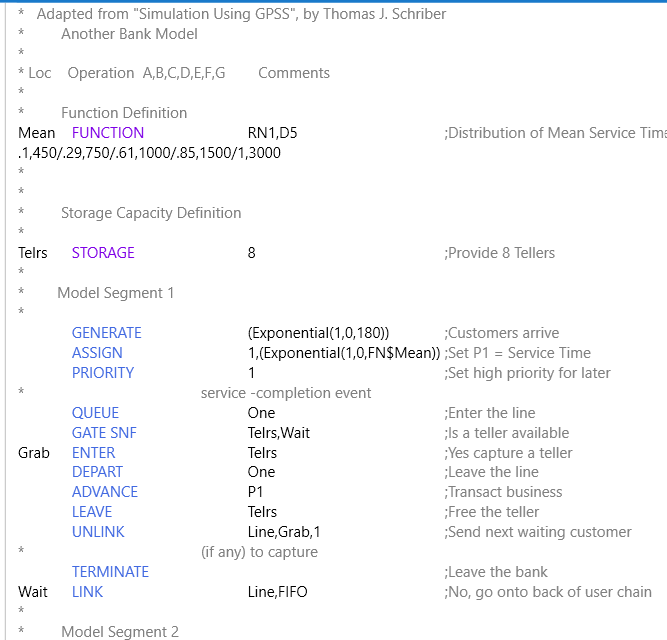 * Adapted from "Simulation Using GPSS", by Thomas J. Schriber
* Another Bank Model
*
* Loc Operation A,B,C,D,E,F,G Comments
*
* Function Definition
Mean FUNCTION RN1,D5 ;Distribution of Mean Service
.1,450/.29,750/.61,1000/.85,1500/1,3000
*
*
* Storage Capacity Definition
*
Telrs STORAGE 8 ;Provide 8 Tellers
*
* Model Segment 1
*
GENERATE (Exponential(1,0,180)) ;Customers arrive
ASSIGN 1,(Exponential(1,0,FN$Mean)) ;Set P1 = Service Time
PRIORITY 1 ;Set high priority for later
* service -completion event
QUEUE One ;Enter the line
GATE SNF Telrs,Wait ;Is a teller available
Grab ENTER Telrs ;Yes capture a teller
DEPART One ;Leave the line
ADVANCE P1 ;Transact business
LEAVE Telrs ;Free the teller
UNLINK Line,Grab,1 ;Send next waiting customer
* (if any) to capture
TERMINATE ;Leave the bank
Wait LINK Line,FIFO ;No, go onto back of user chain
*
* Model Segment 2